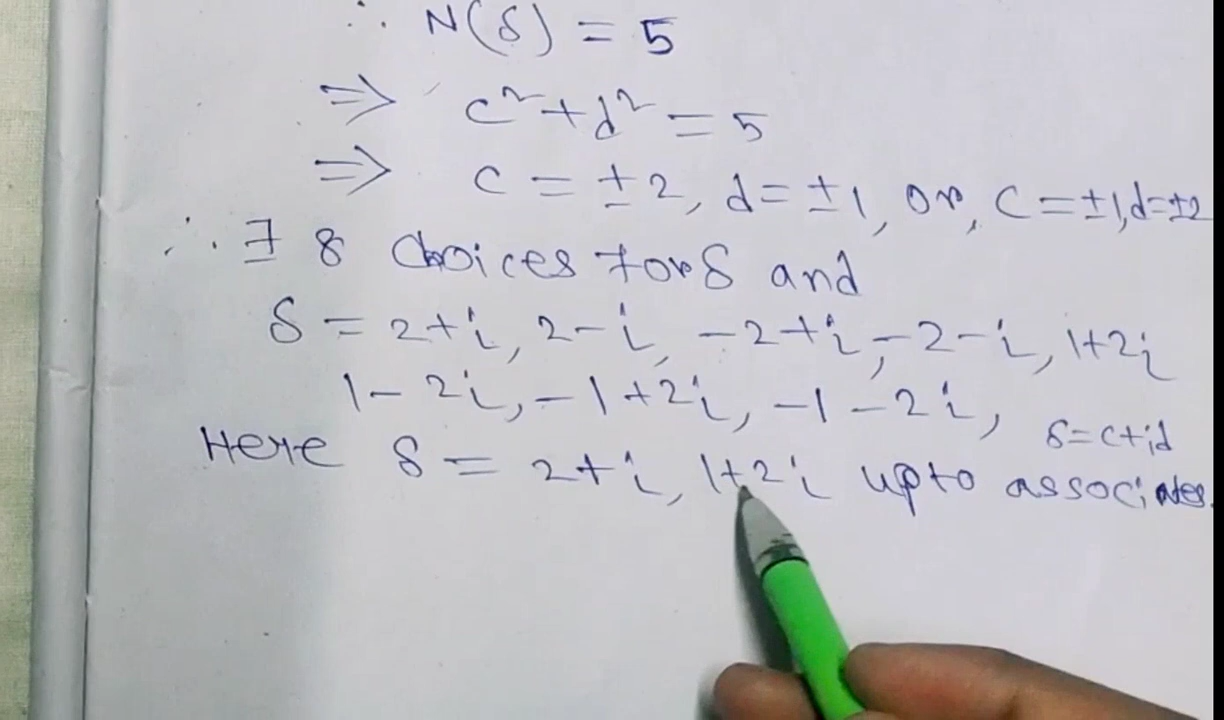 ∴ N(δ) = 5
⇒ c²+d² = 5
⇒ c = ±2, d = ±1, or, c = ±1, d=±2
∴ ∃ 8 Choices for δ and
δ = 2+i, 2-i, -2+i, -2-i, 1+2i
1-2i, -1+2i, -1-2i,
δ=c+id
Here δ = 2+i, 1+2i upto associates.